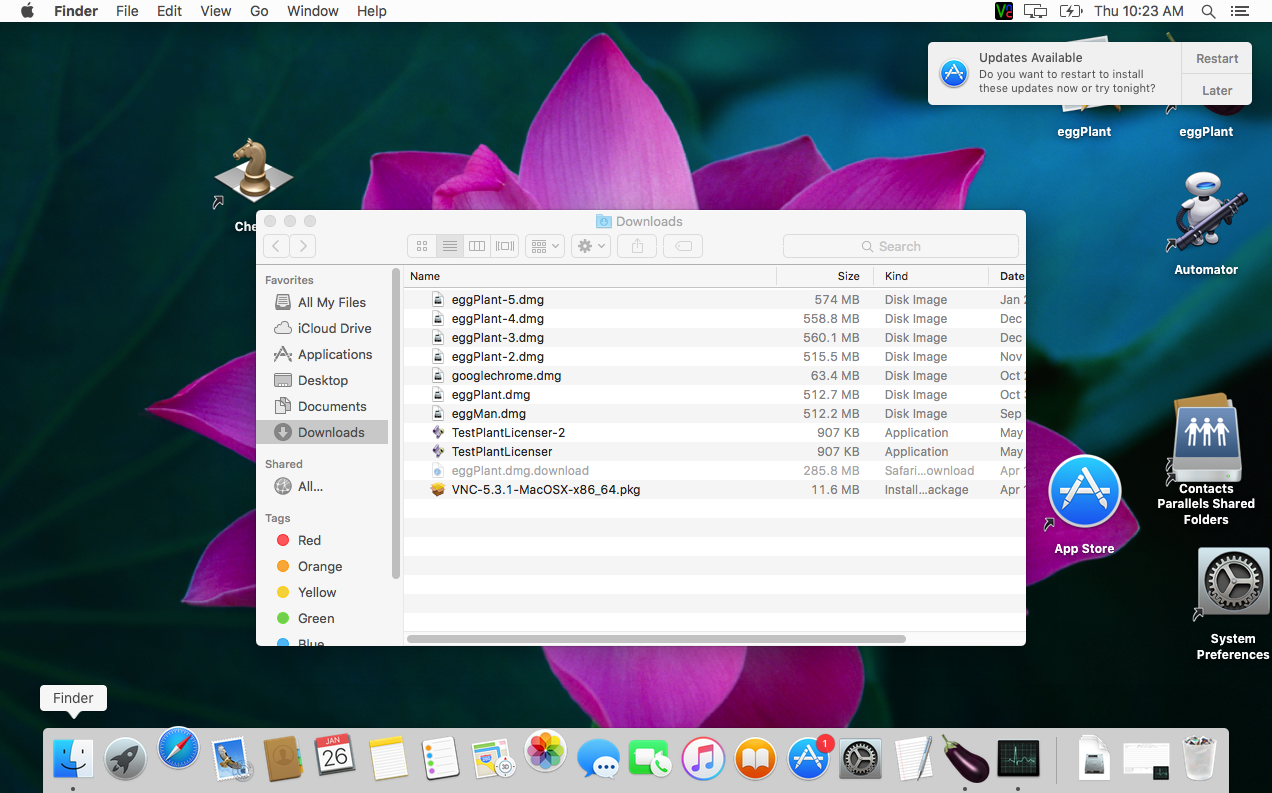 Finder File Edit View Go Window Help
Thu 10:23 AM
Updates Available
Do you want to restart to install
these updates now or try tonight?
Restart
Later
eggPlant
eggPlant
Automator
Contacts
Parallels Shared
Folders
App Store
System
Preferences
Che
Downloads
Search
Favorites
All My Files
iCloud Drive
Applications
Desktop
Documents
Downloads
Shared
All...
Tags
Red
Orange
Yellow
Green
Blue
Name Size Kind Date
eggPlant-5.dmg 574 MB Disk Image Jan 2
eggPlant-4.dmg 558.8 MB Disk Image Dec
eggPlant-3.dmg 560.1 MB Disk Image Dec
eggPlant-2.dmg 515.5 MB Disk Image Nov
googlechrome.dmg 63.4 MB Disk Image Oct 2
eggPlant.dmg 512.7 MB Disk Image Oct
eggMan.dmg 512.2 MB Disk Image Sep
TestPlantLicenser-2 907 KB Application May
TestPlantLicenser 907 KB Application May
eggPlant.dmg.download 285.8 MB Safari...ownload Apr
VNC-5.3.1-MacOSX-x86_64.pkg 11.6 MB Install...ackage Apr
Finder
JAN
26
3D
1